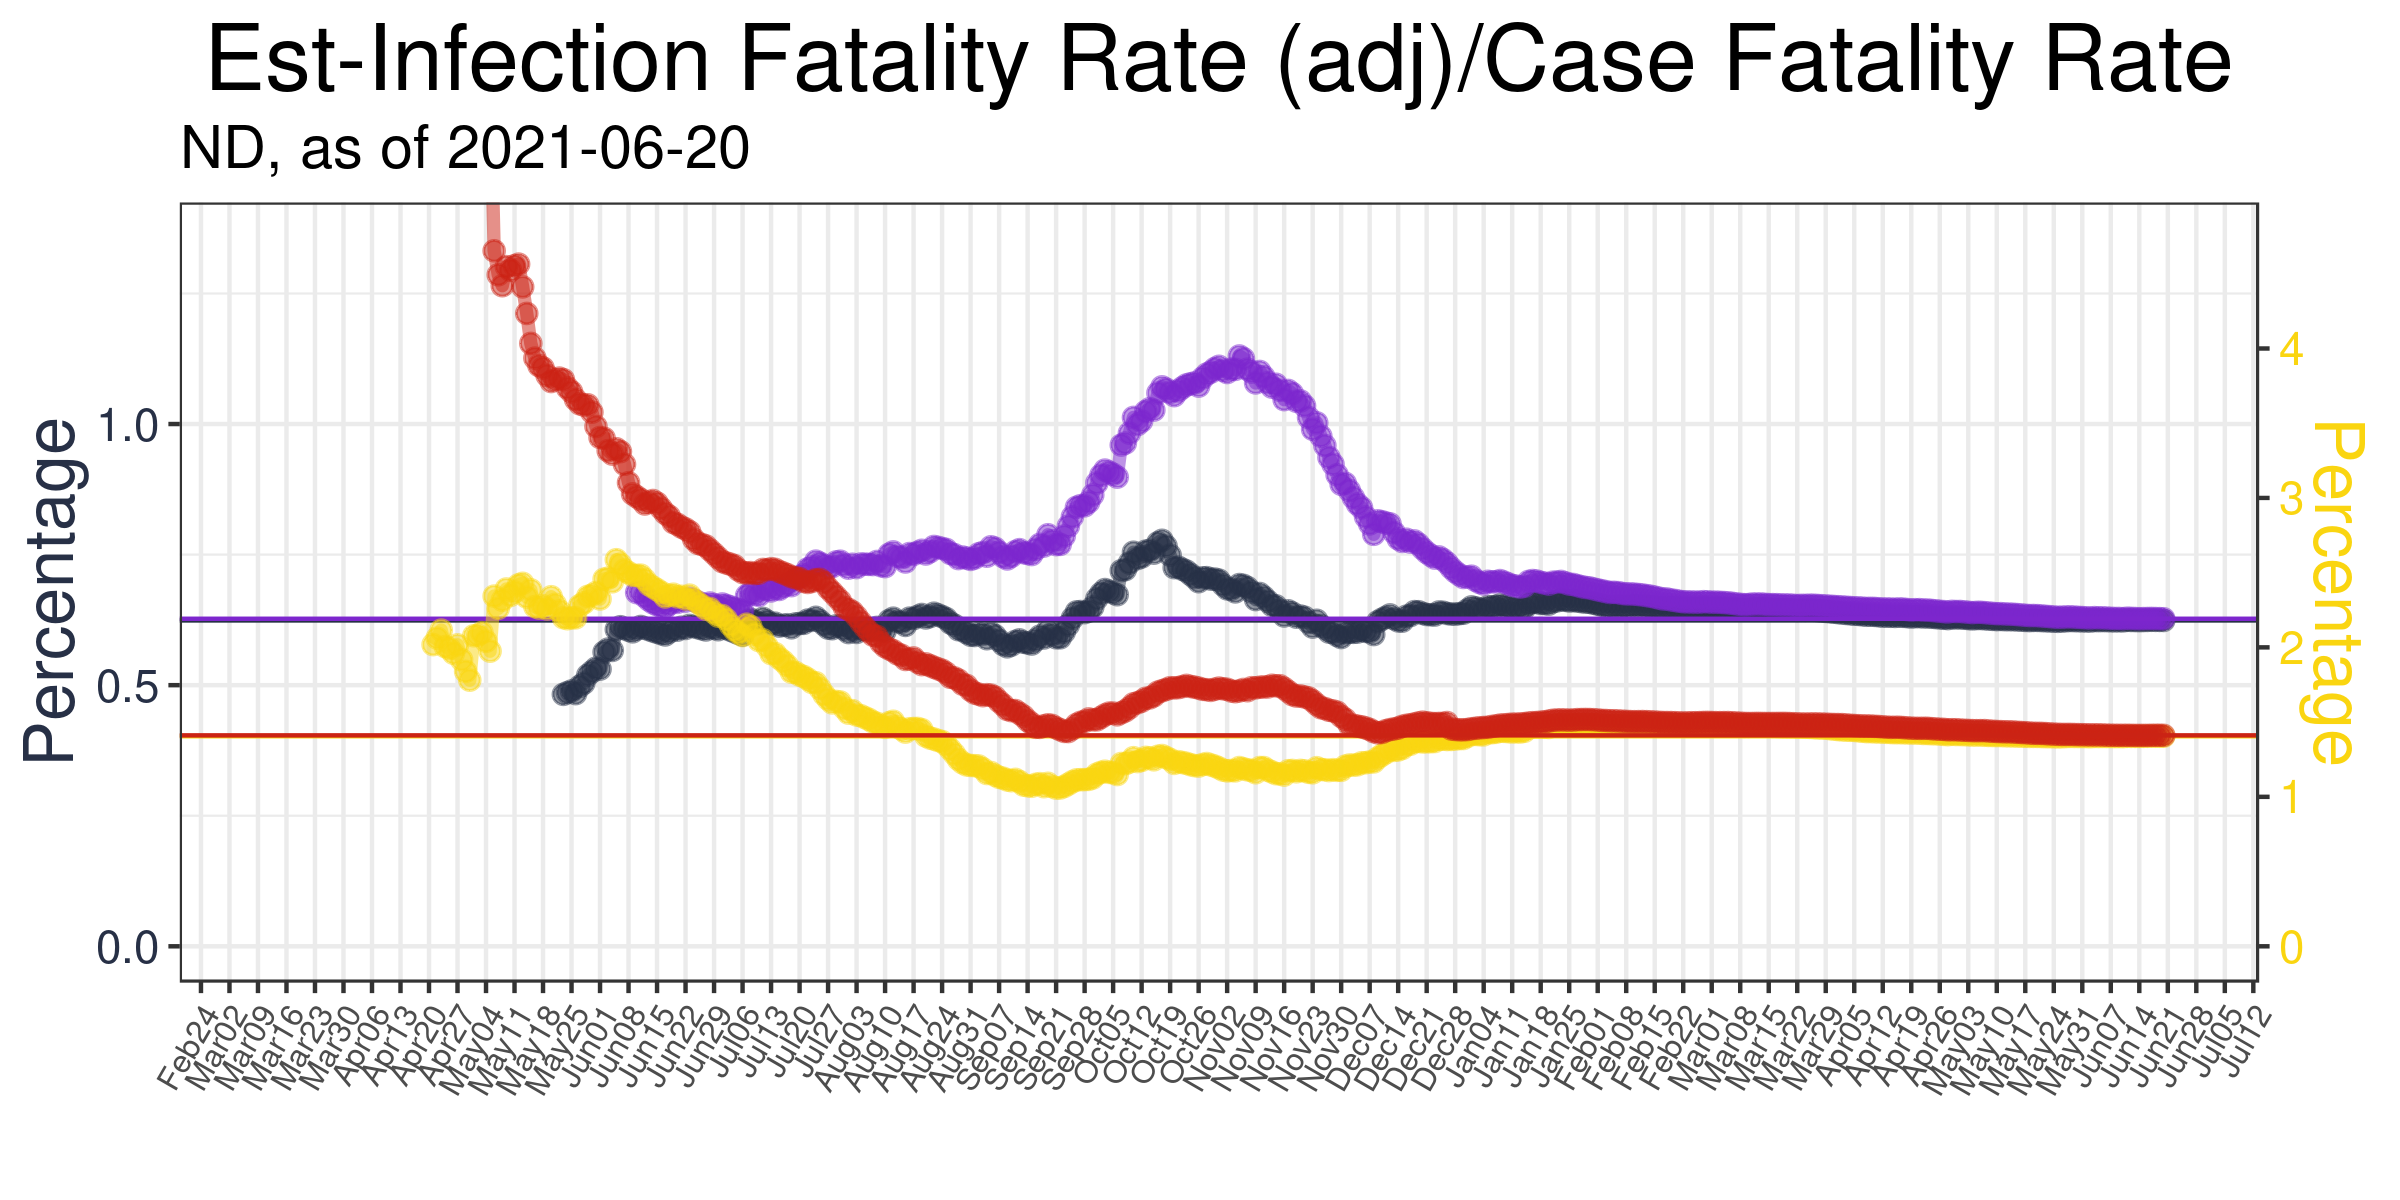 Est-Infection Fatality Rate (adj)/Case Fatality Rate
ND, as of 2021-06-20
Percentage
1.0
0.5
0.0
4
3
2
1
0
Percentage
Feb24
Mar02
Mar09
Mar16
Mar23
Mar30
Apr06
Apr13
Apr20
Apr27
May04
May11
May18
May25
Jun01
Jun08
Jun15
Jun22
Jun29
Jul06
Jul13
Jul20
Jul27
Aug03
Aug10
Aug17
Aug24
Aug31
Sep07
Sep14
Sep21
Sep28
Oct05
Oct12
Oct19
Oct26
Nov02
Nov09
Nov16
Nov23
Nov30
Dec07
Dec14
Dec21
Dec28
Jan04
Jan11
Jan18
Jan25
Feb01
Feb08
Feb15
Feb22
Mar01
Mar08
Mar15
Mar22
Mar29
Apr05
Apr12
Apr19
Apr26
May03
May10
May17
May24
May31
Jun07
Jun14
Jun21
Jun28
Jul05
Jul12